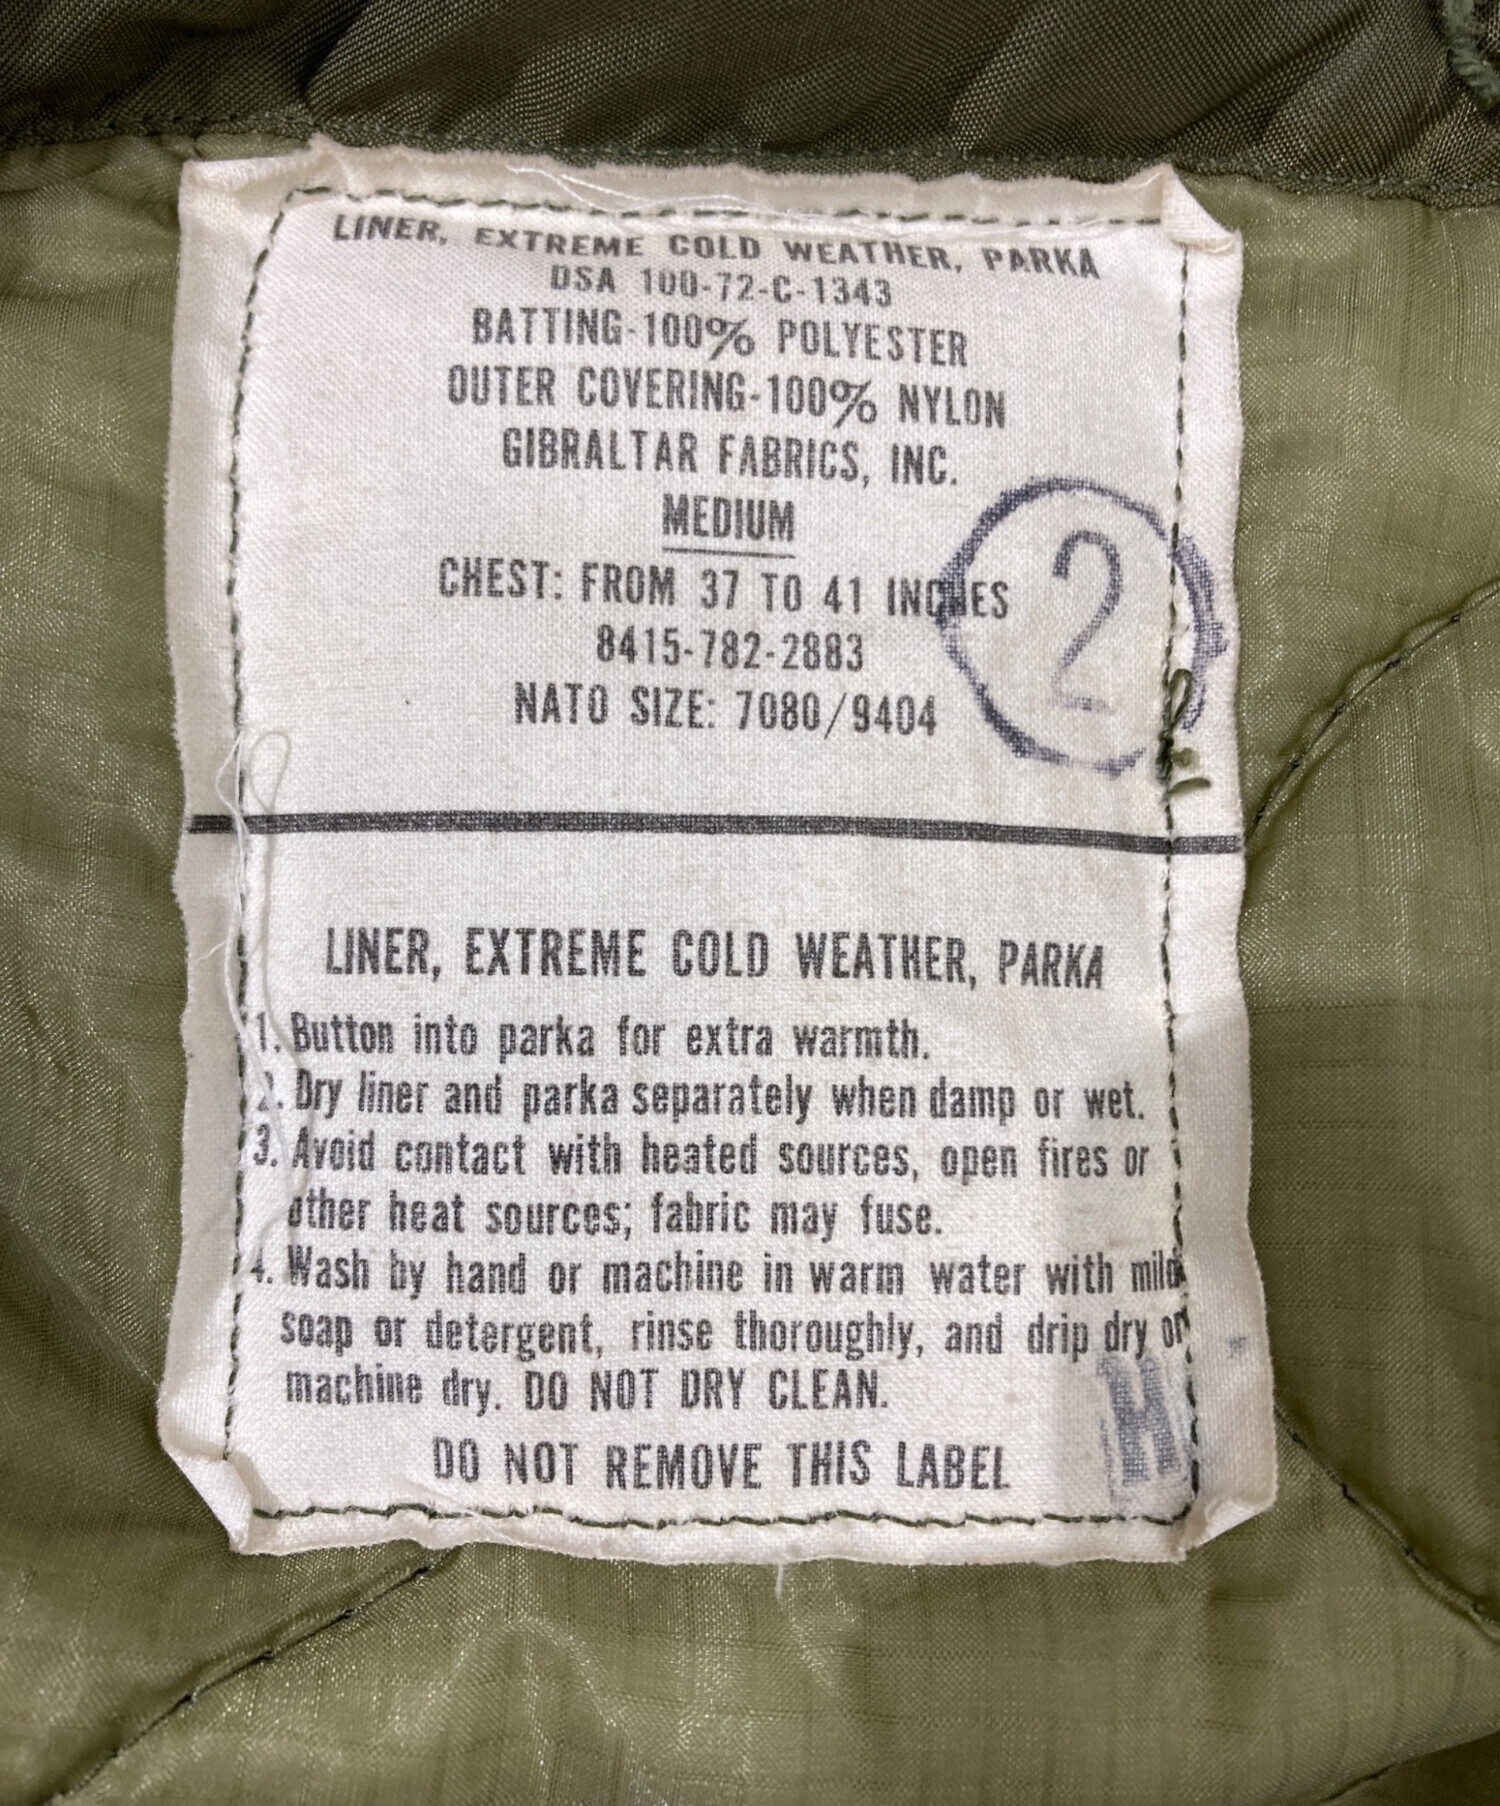 LINER, EXTREME COLD WEATHER, PARKA
DSA 100-72-C-1343
BATTING-100% POLYESTER
OUTER COVERING-100% NYLON
GIBRALTAR FABRICS, INC.
MEDIUM
CHEST: FROM 37 TO 41 INCHES
2
8415-782-2883
NATO SIZE: 7080/9404
LINER, EXTREME COLD WEATHER, PARKA
1. Button into parka for extra warmth.
2. Dry liner and parka separately when damp or wet.
3. Avoid contact with heated sources, open fires or
other heat sources; fabric may fuse.
4. Wash by hand or machine in warm water with mild
soap or detergent, rinse thoroughly, and drip dry or
machine dry. DO NOT DRY CLEAN.
M
DO NOT REMOVE THIS LABEL